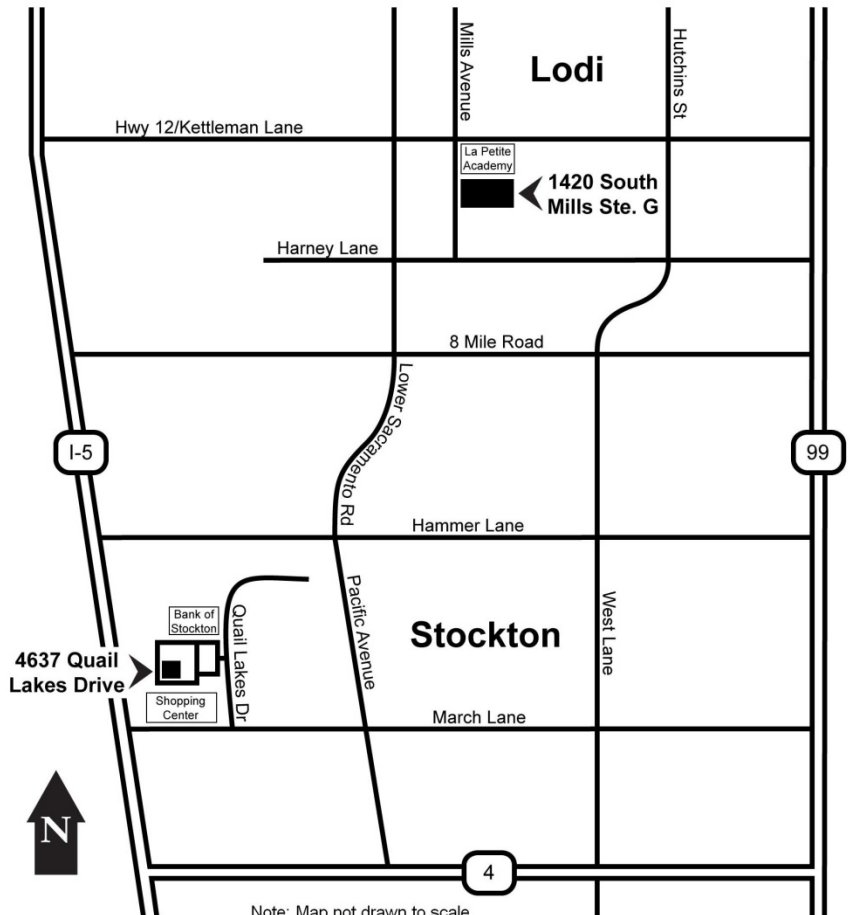 Mills Avenue
Lodi
Hutchins St
Hwy 12/Kettleman Lane
La Petite
Academy
1420 South
Mills Ste. G
Harney Lane
8 Mile Road
Lower Sacramento Rd
I-5
99
Hammer Lane
Bank of
Stockton
Quail Lakes Dr
Pacific Avenue
Stockton
West Lane
4637 Quail
Lakes Drive
Shopping
Center
March Lane
N
4
Note: Map not drawn to scale